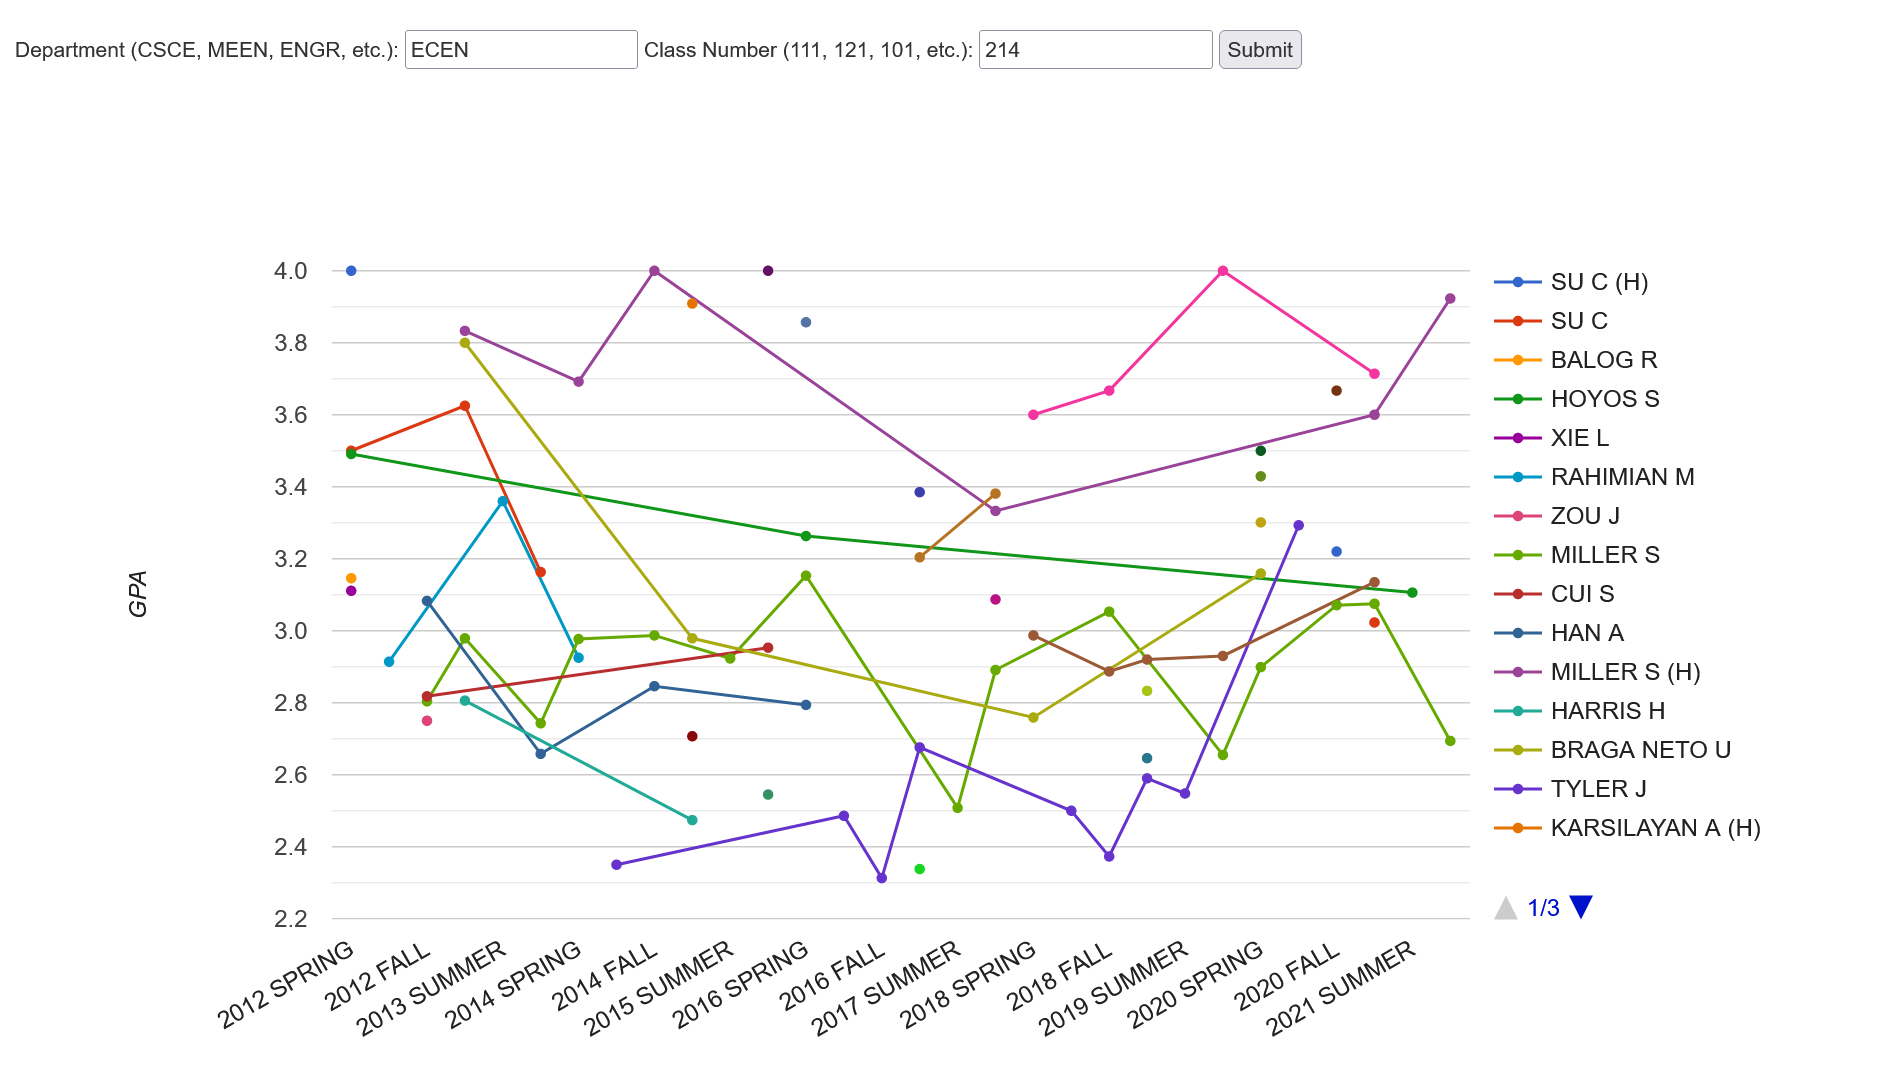 Department (CSCE, MEEN, ENGR, etc.): ECEN Class Number (111, 121, 101, etc.): 214 Submit
4.0
3.8
3.6
3.4
3.2
3.0
2.8
2.6
2.4
2.2
GPA
2012 SPRING
2012 FALL
2013 SUMMER
2014 SPRING
2014 FALL
2015 SUMMER
2016 SPRING
2016 FALL
2017 SUMMER
2018 SPRING
2018 FALL
2019 SUMMER
2020 SPRING
2020 FALL
2021 SUMMER
SU C (H)
SU C
BALOG R
HOYOS S
XIE L
RAHIMIAN M
ZOU J
MILLER S
CUI S
HAN A
MILLER S (H)
HARRIS H
BRAGA NETO U
TYLER J
KARSILAYAN A (H)
1/3